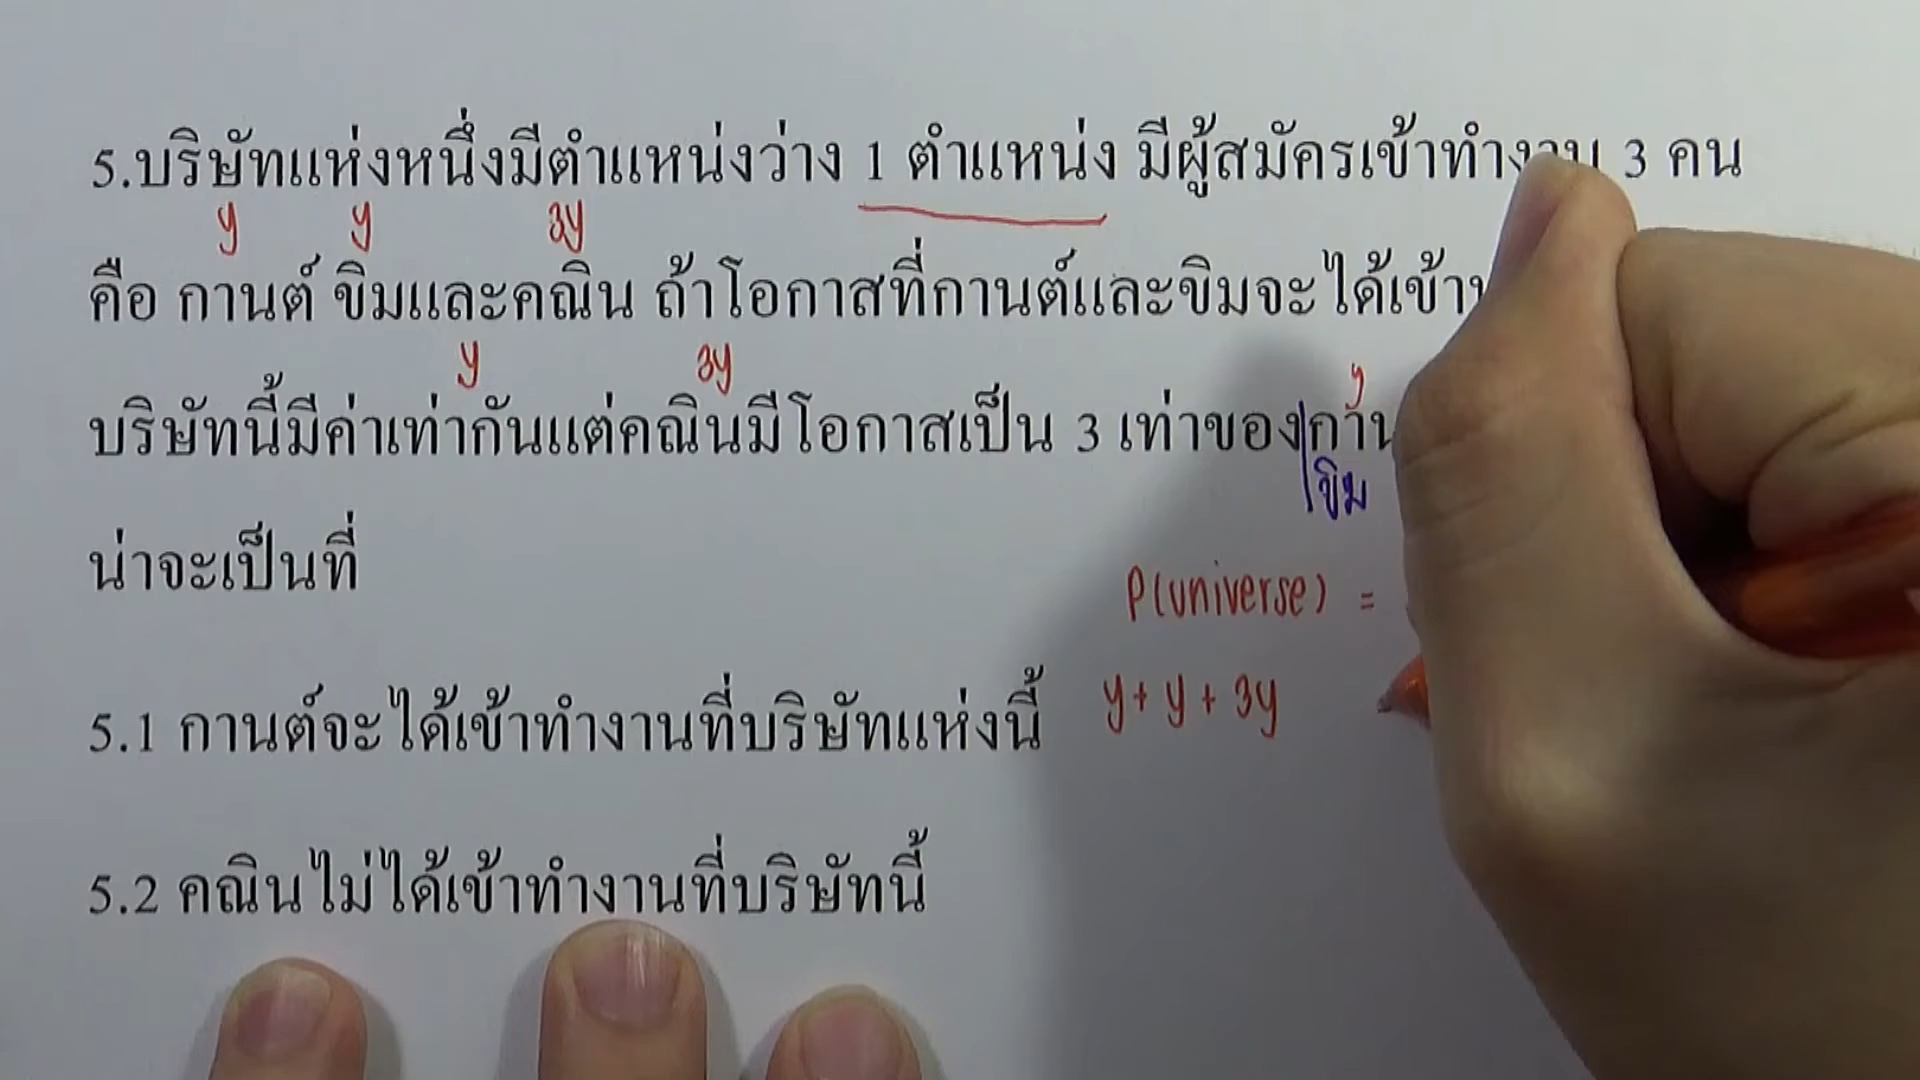 5.บริษัทแห่งหนึ่งมีตำแหน่งว่าง 1 ตำแหน่ง มีผู้สมัครเข้าทำงาน 3 คน
y y 3y
คือ กานต์ ขิมและคณิน ถ้าโอกาสที่กานต์และขิมจะได้เข้า
y 3y y
บริษัทนี้มีค่าเท่ากันแต่คณินมีโอกาสเป็น 3 เท่าของ
ขิม
น่าจะเป็นที่
P(universe) =
5.1 กานต์จะได้เข้าทำงานที่บริษัทแห่งนี้ y + y + 3y
5.2 คณินไม่ได้เข้าทำงานที่บริษัทนี้